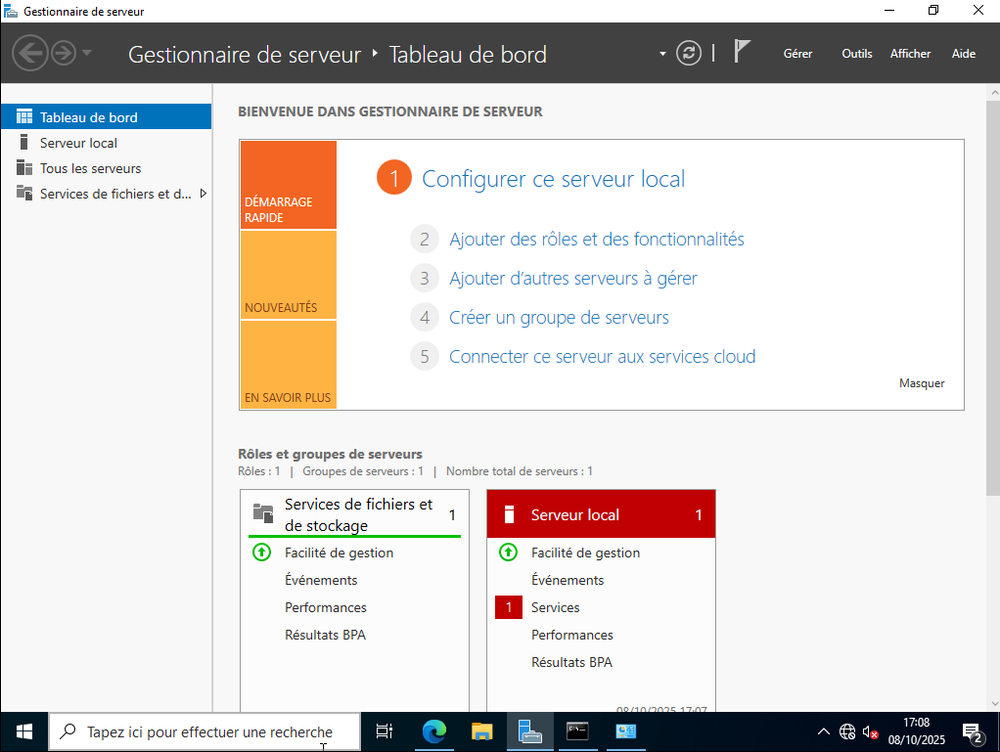 Gestionnaire de serveur
Gestionnaire de serveur ‣ Tableau de bord
Gérer Outils Afficher Aide
Tableau de bord
Serveur local
Tous les serveurs
Services de fichiers et d...
BIENVENUE DANS GESTIONNAIRE DE SERVEUR
DÉMARRAGE
RAPIDE
NOUVEAUTÉS
EN SAVOIR PLUS
1 Configurer ce serveur local
2 Ajouter des rôles et des fonctionnalités
3 Ajouter d’autres serveurs à gérer
4 Créer un groupe de serveurs
5 Connecter ce serveur aux services cloud
Masquer
Rôles et groupes de serveurs
Rôles : 1 | Groupes de serveurs : 1 | Nombre total de serveurs : 1
Services de fichiers et
de stockage
1
Facilité de gestion
Événements
Performances
Résultats BPA
Serveur local 1
Facilité de gestion
Événements
1 Services
Performances
Résultats BPA
08/10/2025 17:07
Tapez ici pour effectuer une recherche
17:08
08/10/2025
2